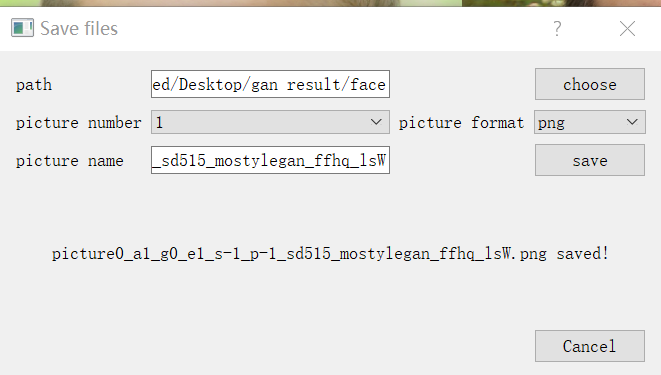 Save files
path ed/Desktop/gan result/face choose
picture number 1 picture format png
picture name _sd515_mostylegan_ffhq_lsW save
picture0_a1_g0_e1_s-1_p-1_sd515_mostylegan_ffhq_lsW.png saved!
Cancel